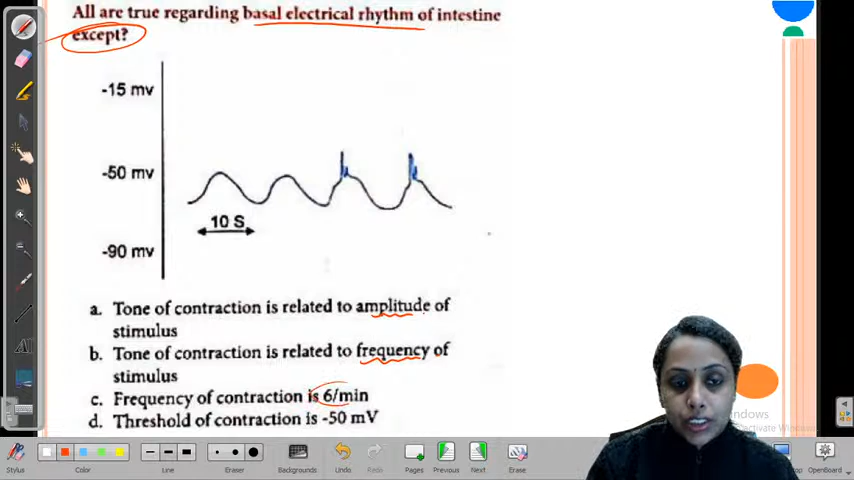 All are true regarding basal electrical rhythm of intestine
except?
-15 mv
-50 mv
10 S
-90 mv
a. Tone of contraction is related to amplitude of
stimulus
b. Tone of contraction is related to frequency of
stimulus
c. Frequency of contraction is 6/min
d. Threshold of contraction is -50 mV
Stylus
Color
Line
Eraser
Backgrounds
Undo
Redo
Pages
Previous
Next
Erase
OpenBoard